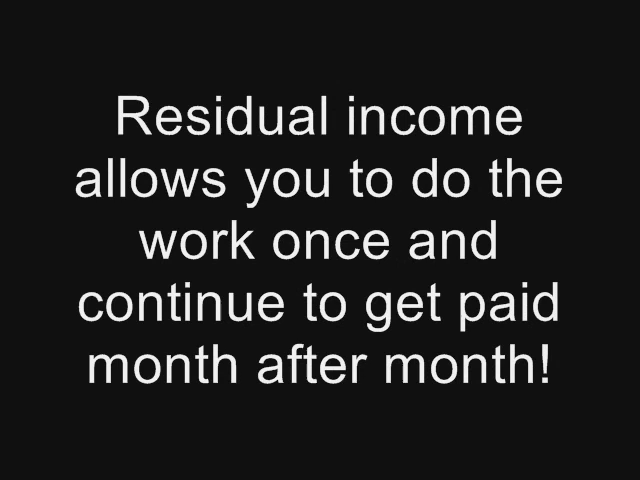 Residual income
allows you to do the
work once and
continue to get paid
month after month!